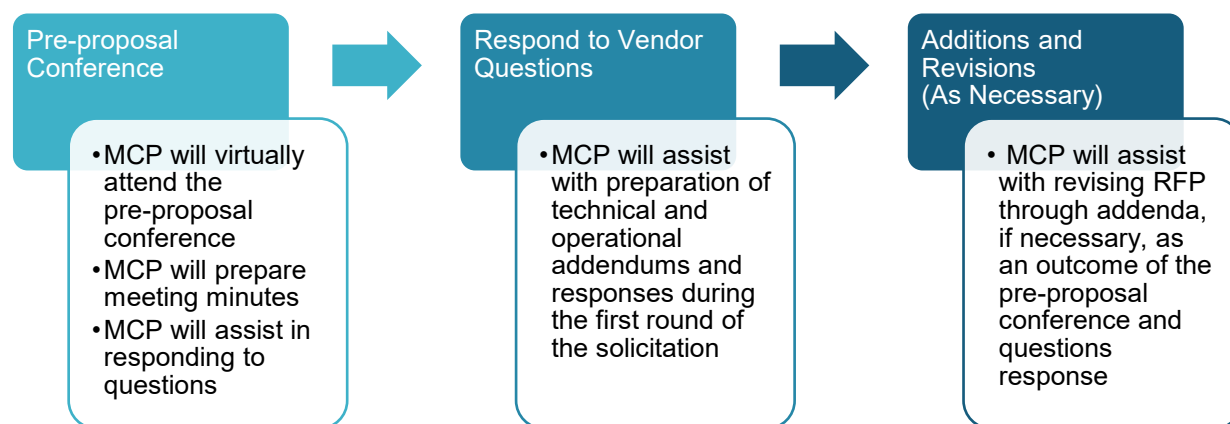 Pre-proposal
Conference
•MCP will virtually
attend the
pre-proposal
conference
•MCP will prepare
meeting minutes
•MCP will assist in
responding to
questions
Respond to Vendor
Questions
•MCP will assist
with preparation of
technical and
operational
addendums and
responses during
the first round of
the solicitation
Additions and
Revisions
(As Necessary)
• MCP will assist
with revising RFP
through addenda,
if necessary, as
an outcome of the
pre-proposal
conference and
questions
response